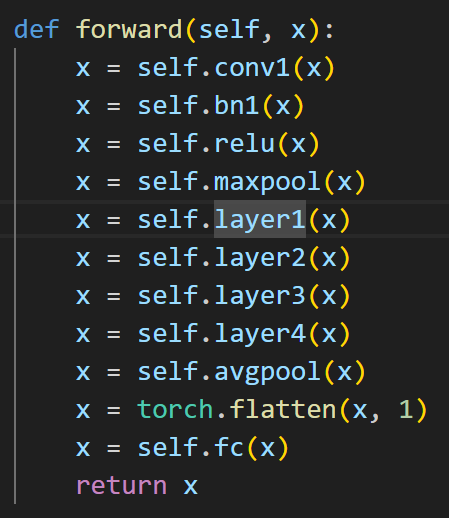 def forward(self, x):
    x = self.conv1(x)
    x = self.bn1(x)
    x = self.relu(x)
    x = self.maxpool(x)
    x = self.layer1(x)
    x = self.layer2(x)
    x = self.layer3(x)
    x = self.layer4(x)
    x = self.avgpool(x)
    x = torch.flatten(x, 1)
    x = self.fc(x)
    return x